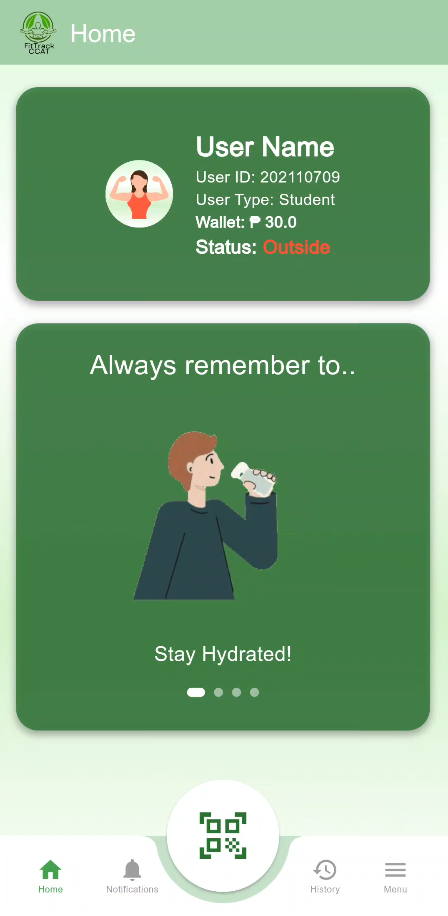 FitTrack
CCAT
Home
User Name
User ID: 202110709
User Type: Student
Wallet: ₱ 30.0
Status: Outside
Always remember to..
Stay Hydrated!
Home
Notifications
History
Menu